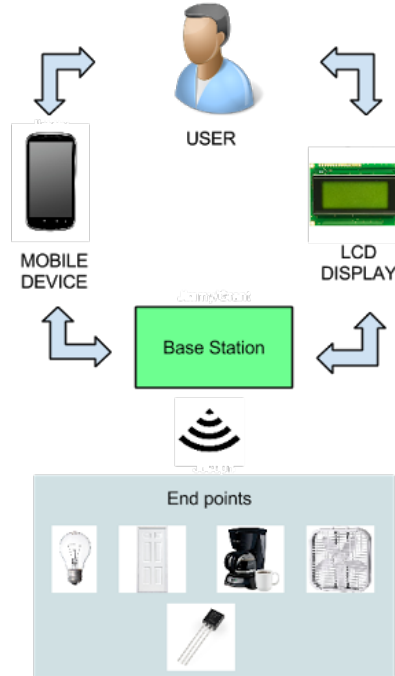 USER
MOBILE
DEVICE
LCD
DISPLAY
Base Station
End points